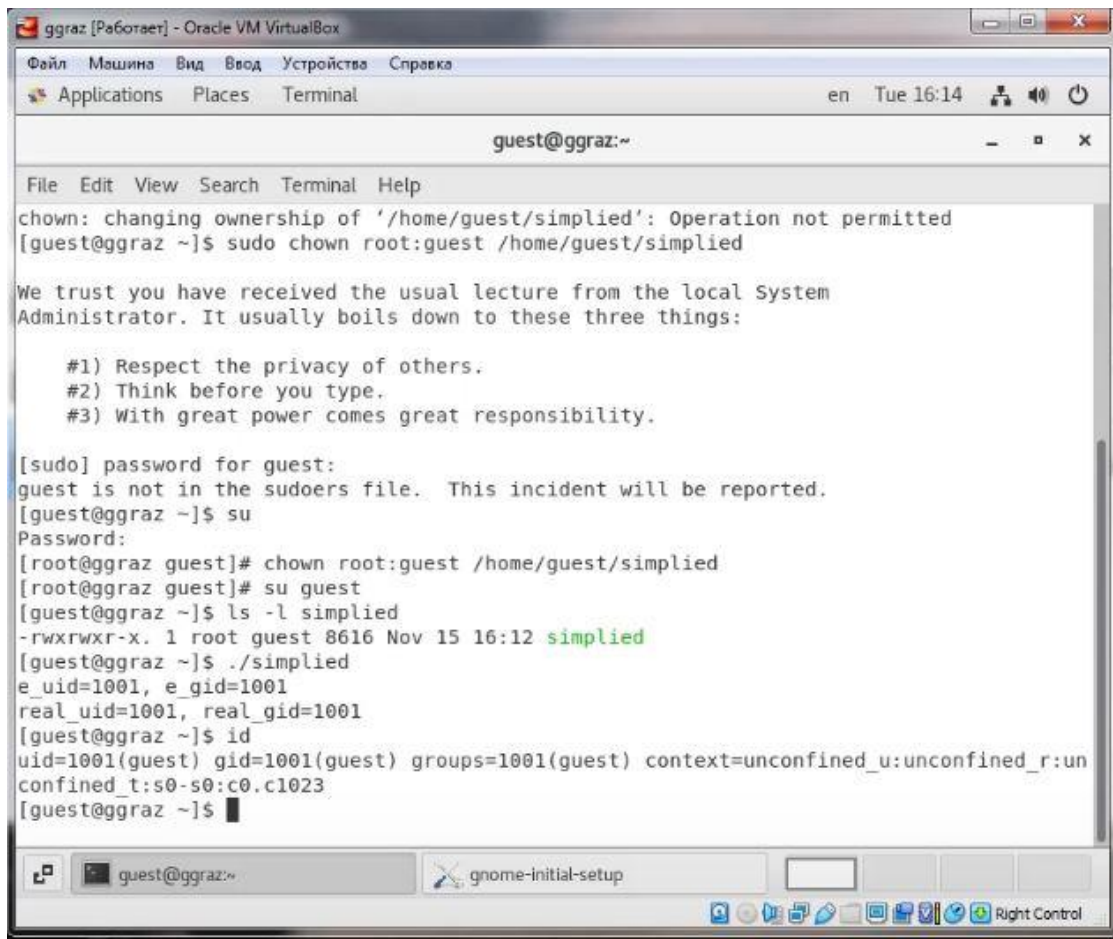 ggraz [Работает] - Oracle VM VirtualBox
Файл Машина Вид Ввод Устройства Справка
Applications Places Terminal en Tue 16:14
guest@ggraz:~
File Edit View Search Terminal Help
chown: changing ownership of ‘/home/guest/simplied’: Operation not permitted
[guest@ggraz ~]$ sudo chown root:guest /home/guest/simplied
We trust you have received the usual lecture from the local System
Administrator. It usually boils down to these three things:
#1) Respect the privacy of others.
#2) Think before you type.
#3) With great power comes great responsibility.
[sudo] password for guest:
guest is not in the sudoers file.  This incident will be reported.
[guest@ggraz ~]$ su
Password:
[root@ggraz guest]# chown root:guest /home/guest/simplied
[root@ggraz guest]# su guest
[guest@ggraz ~]$ ls -l simplied
-rwxrwxr-x. 1 root guest 8616 Nov 15 16:12 simplied
[guest@ggraz ~]$ ./simplied
e_uid=1001, e_gid=1001
real_uid=1001, real_gid=1001
[guest@ggraz ~]$ id
uid=1001(guest) gid=1001(guest) groups=1001(guest) context=unconfined_u:unconfined_r:un
confined_t:s0-s0:c0.c1023
[guest@ggraz ~]$
guest@ggraz:~ gnome-initial-setup
Right Control